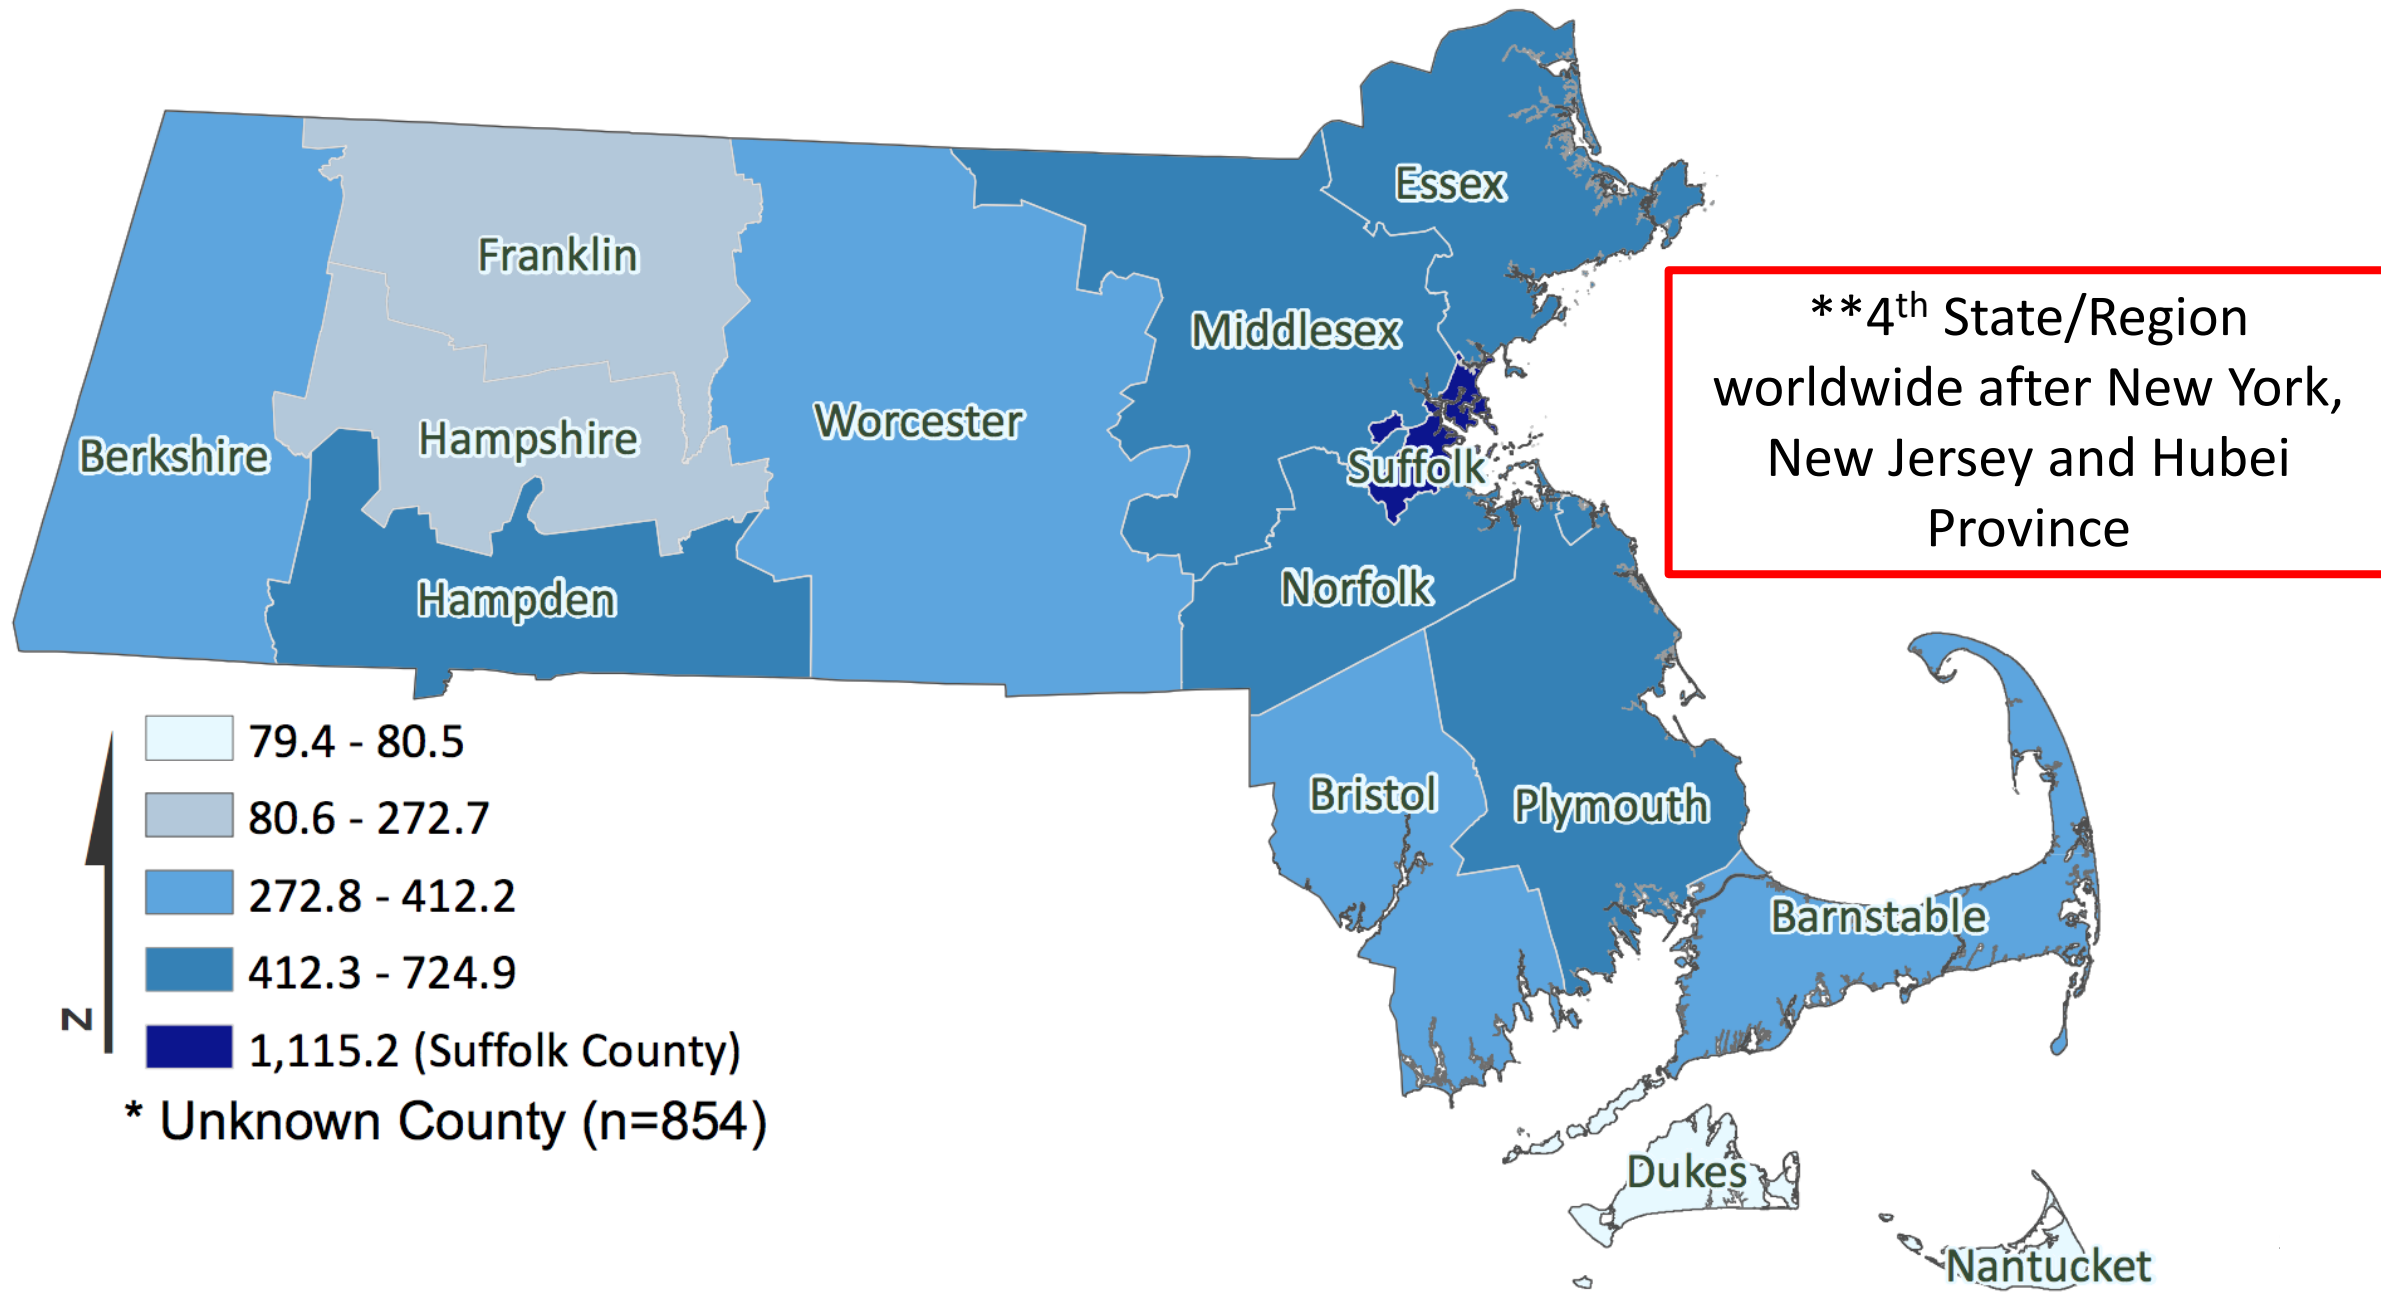 Essex
Franklin
**4th State/Region
worldwide after New York,
New Jersey and Hubei
Province
Middlesex
Worcester
Hampshire
Berkshire
Suffolk
Norfolk
Hampden
79.4 - 80.5
80.6 - 272.7
272.8 - 412.2
412.3 - 724.9
1,115.2 (Suffolk County)
N
* Unknown County (n=854)
Bristol
Plymouth
Barnstable
Dukes
Nantucket